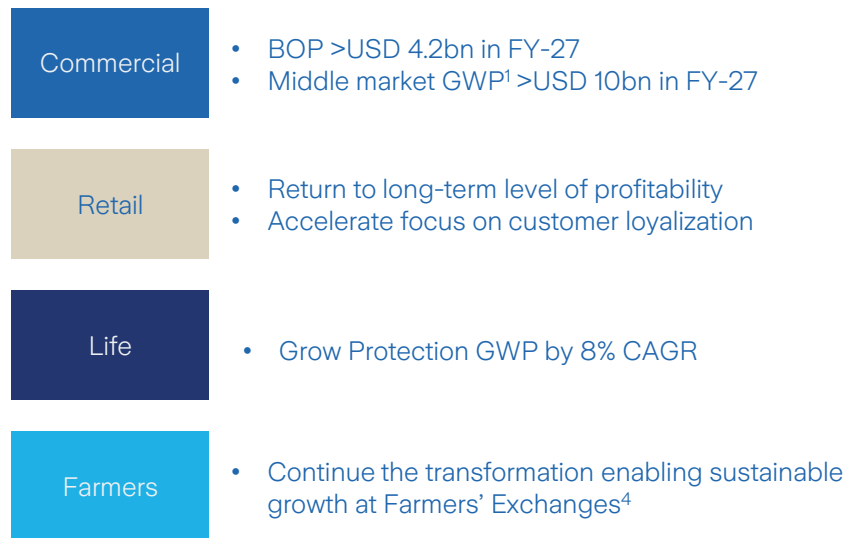 Commercial
• BOP >USD 4.2bn in FY-27
• Middle market GWP¹ >USD 10bn in FY-27
Retail
• Return to long-term level of profitability
• Accelerate focus on customer loyalization
Life
• Grow Protection GWP by 8% CAGR
Farmers
• Continue the transformation enabling sustainable
growth at Farmers’ Exchanges⁴